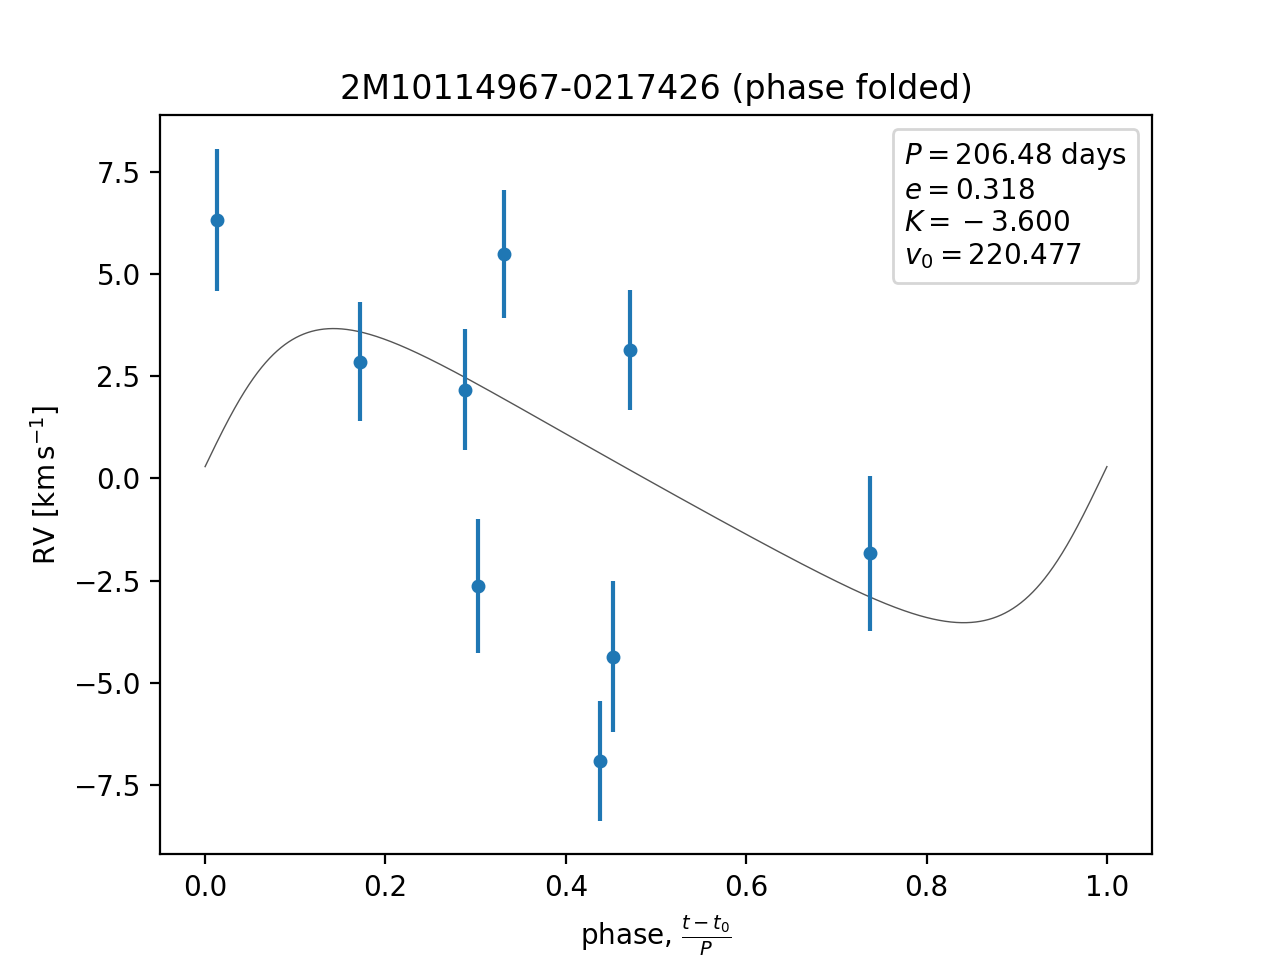 2M10114967-0217426 (phase folded)
P = 206.48 days
e = 0.318
K = −3.600
v₀ = 220.477
RV [km s⁻¹]
7.5
5.0
2.5
0.0
−2.5
−5.0
−7.5
0.0 0.2 0.4 0.6 0.8 1.0
phase, (t − t₀)/P